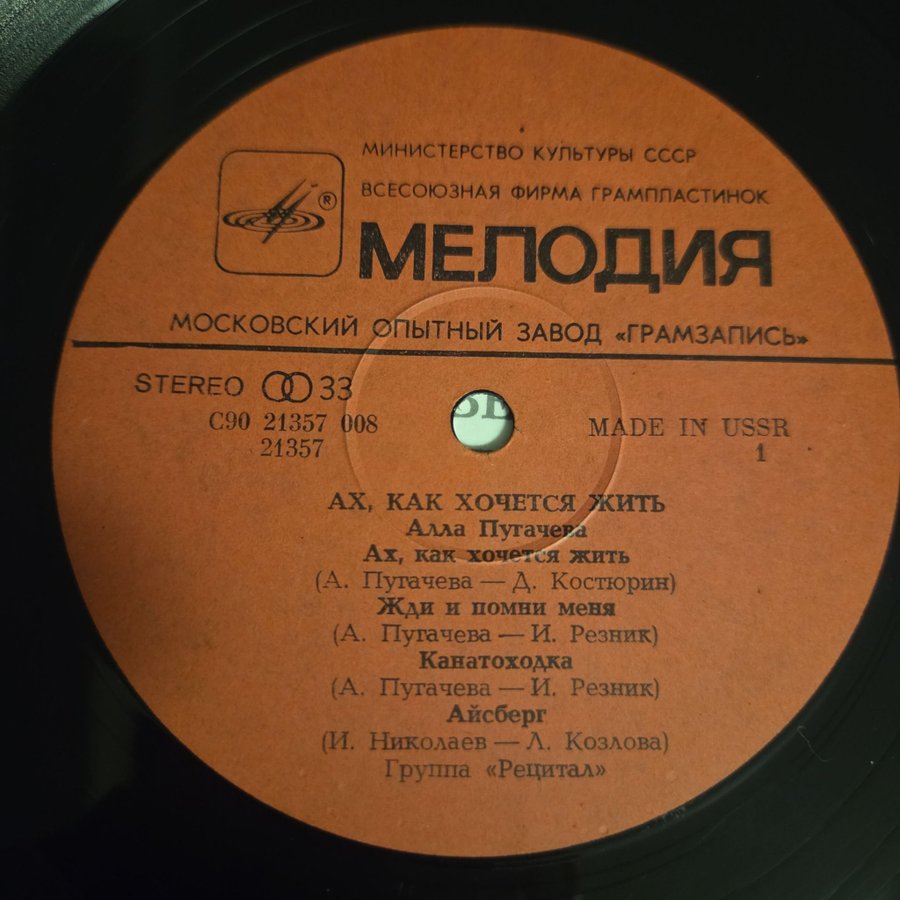 МИНИСТЕРСТВО КУЛЬТУРЫ СССР
ВСЕСОЮЗНАЯ ФИРМА ГРАМПЛАСТИНОК
®
МЕЛОДИЯ
МОСКОВСКИЙ ОПЫТНЫЙ ЗАВОД «ГРАМЗАПИСЬ»
STEREO 33
С90 21357 008
21357
MADE IN USSR
1
АХ, КАК ХОЧЕТСЯ ЖИТЬ
Алла Пугачева
Ах, как хочется жить
(А. Пугачева — Д. Костюрин)
Жди и помни меня
(А. Пугачева — И. Резник)
Канатоходка
(А. Пугачева — И. Резник)
Айсберг
(И. Николаев — Л. Козлова)
Группа «Рецитал»